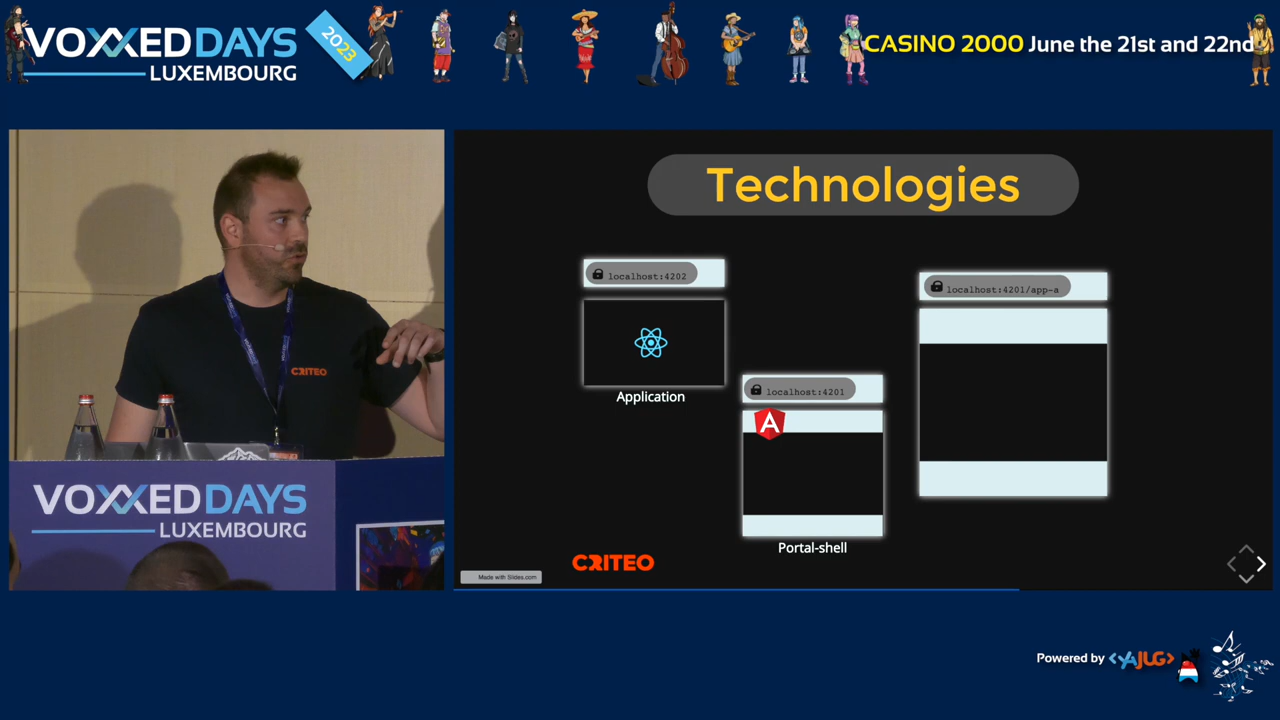 VOXXED DAYS
LUXEMBOURG
2023
CASINO 2000 June the 21st and 22nd
CRITEO
VOXXED DAYS
LUXEMBOURG
Technologies
localhost:4202
Application
localhost:4201
Portal-shell
localhost:4201/app-a
CRITEO
Made with Slides.com
Powered by <YAJUG>